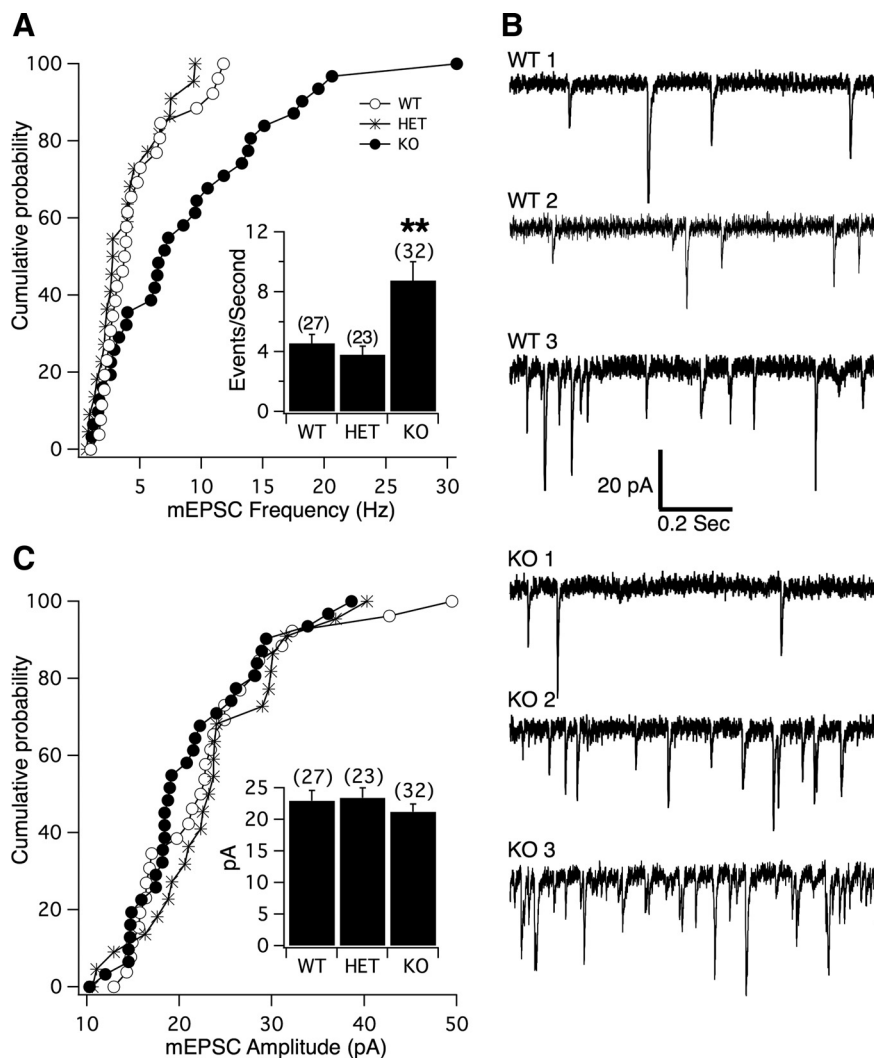 A
100
80
60
40
20
0
Cumulative probability
WT
HET
KO
12
8
4
0
Events/Second
(27)
(23)
**
(32)
WT
HET
KO
5
10
15
20
25
30
mEPSC Frequency (Hz)
B
WT 1
WT 2
WT 3
20 pA
0.2 Sec
KO 1
KO 2
KO 3
C
100
80
60
40
20
0
Cumulative probability
25
20
15
10
5
0
pA
(27)
(23)
(32)
WT
HET
KO
10
20
30
40
50
mEPSC Amplitude (pA)